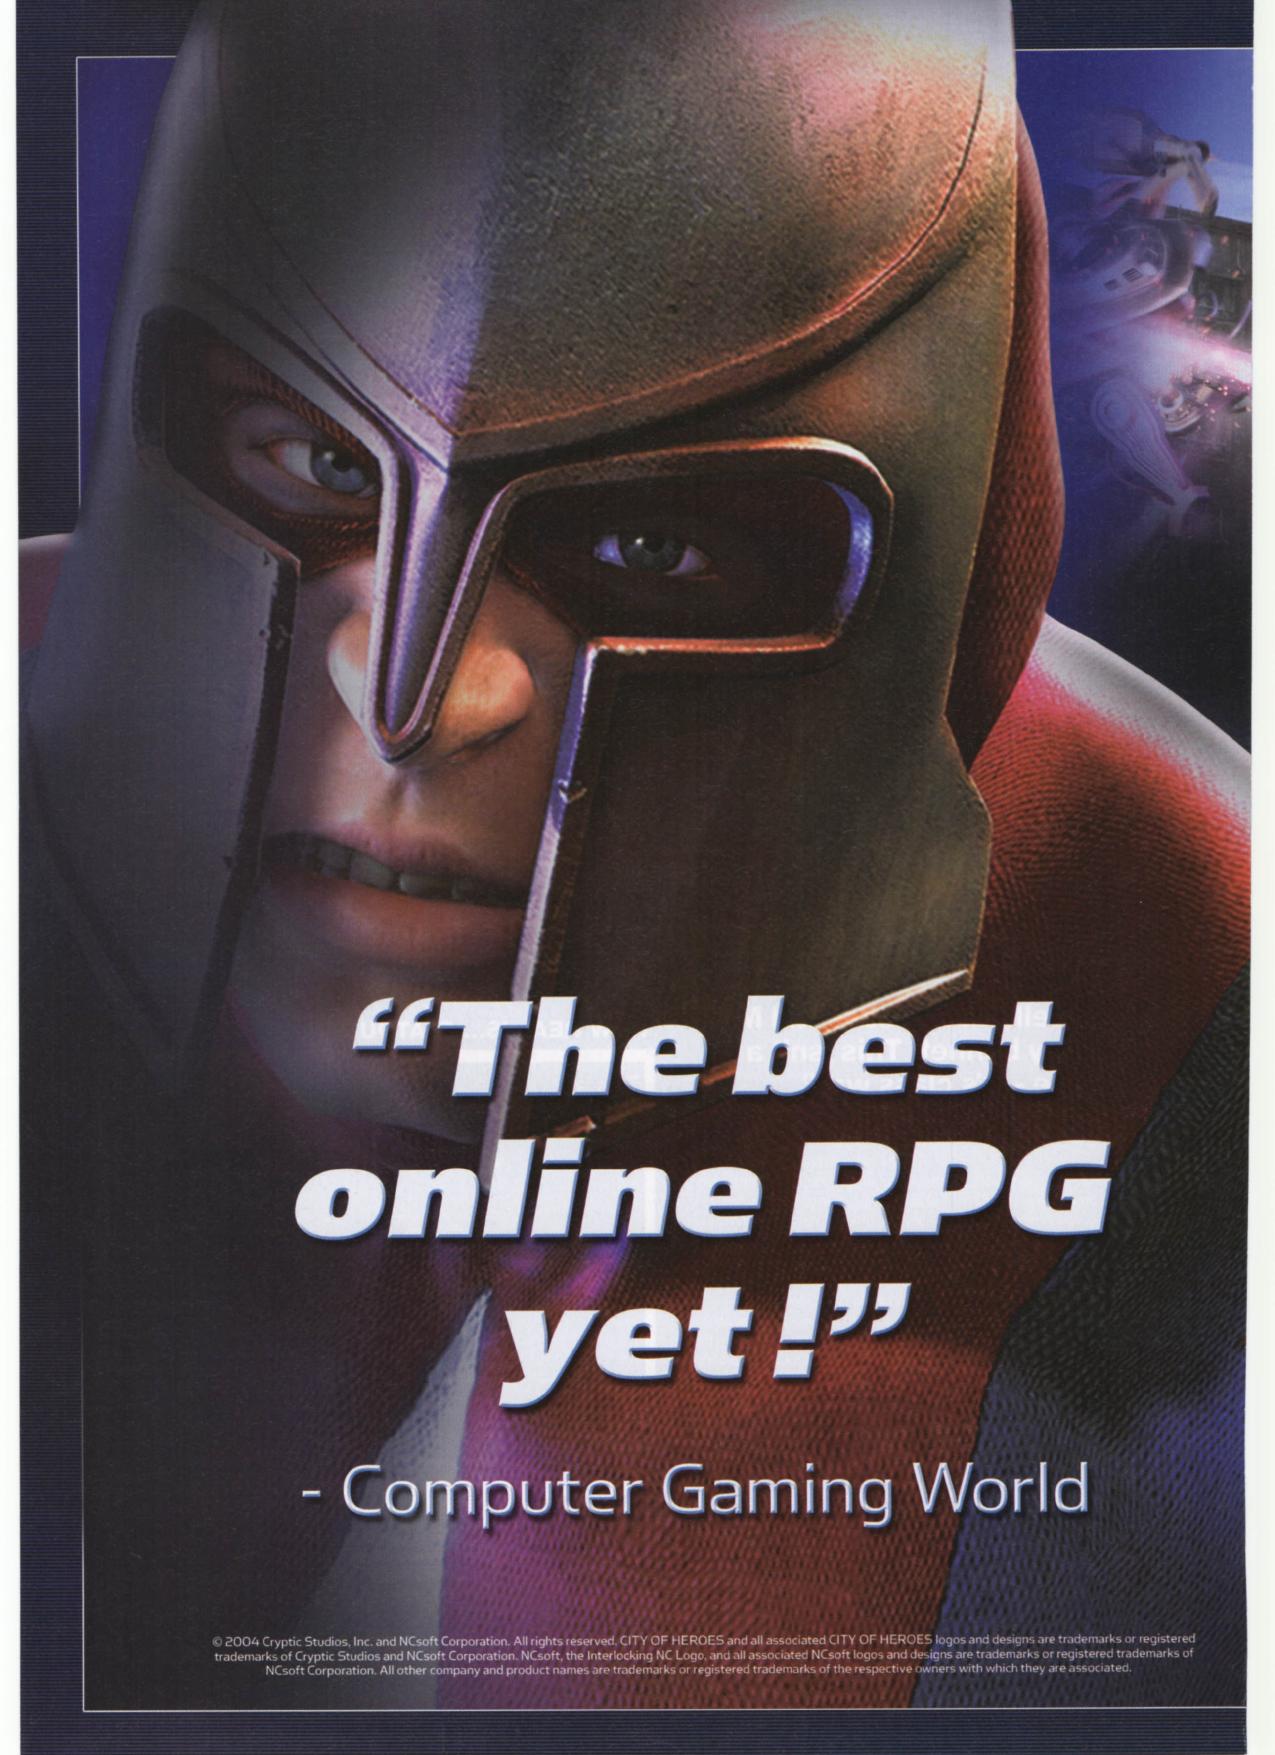 “The best
online RPG
yet!”
- Computer Gaming World
© 2004 Cryptic Studios, Inc. and NCsoft Corporation. All rights reserved. CITY OF HEROES and all associated CITY OF HEROES logos and designs are trademarks or registered
trademarks of Cryptic Studios and NCsoft Corporation. NCsoft, the Interlocking NC Logo, and all associated NCsoft logos and designs are trademarks or registered trademarks of
NCsoft Corporation. All other company and product names are trademarks or registered trademarks of the respective owners with which they are associated.